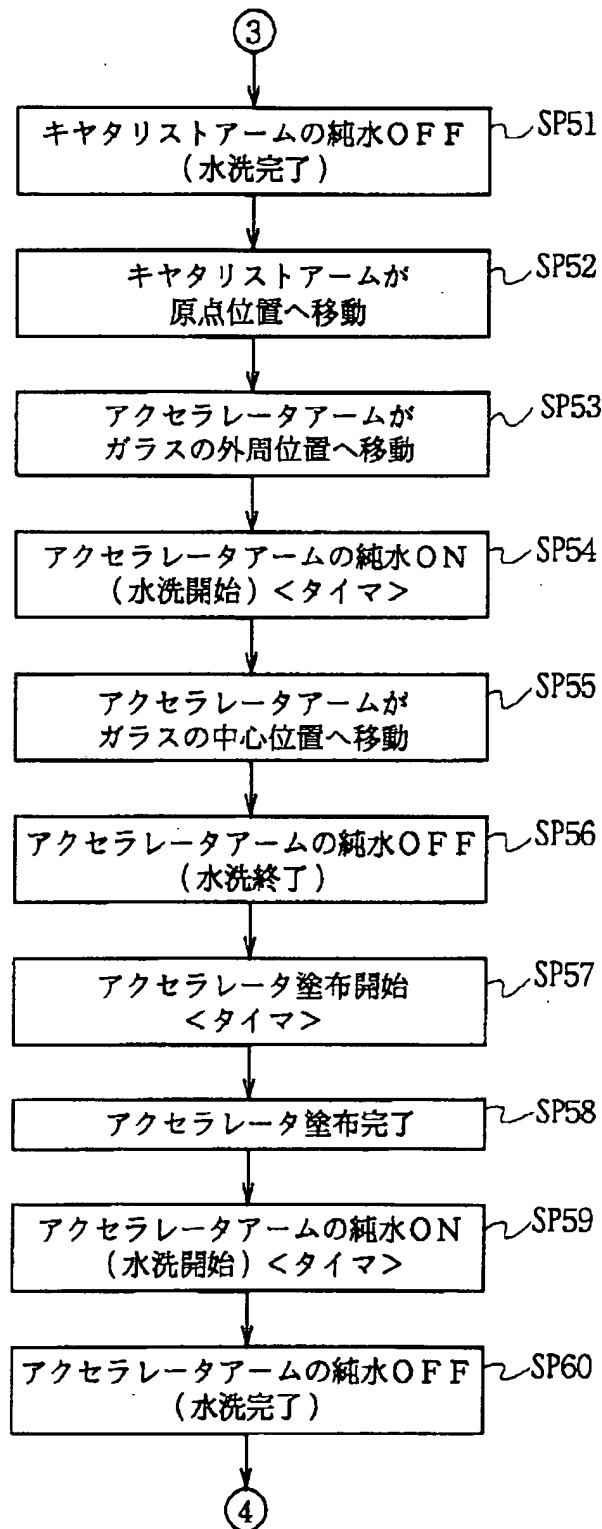 3
キヤタリストアームの純水OFF
(水洗完了)
SP51
キヤタリストアームが
原点位置へ移動
SP52
アクセラレータアームが
ガラスの外周位置へ移動
SP53
アクセラレータアームの純水ON
(水洗開始)<タイマ>
SP54
アクセラレータアームが
ガラスの中心位置へ移動
SP55
アクセラレータアームの純水OFF
(水洗終了)
SP56
アクセラレータ塗布開始
<タイマ>
SP57
アクセラレータ塗布完了
SP58
アクセラレータアームの純水ON
(水洗開始)<タイマ>
SP59
アクセラレータアームの純水OFF
(水洗完了)
SP60
4